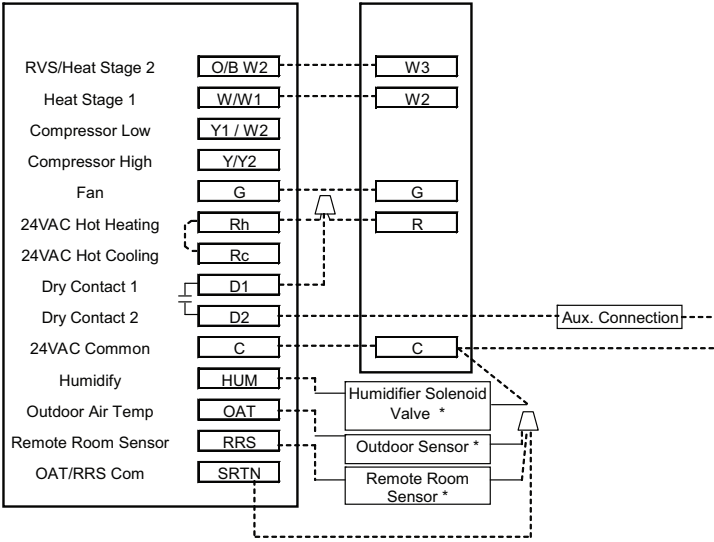 RVS/Heat Stage 2 O/B W2 W3
Heat Stage 1 W/W1 W2
Compressor Low Y1 / W2
Compressor High Y/Y2
Fan G G
24VAC Hot Heating Rh R
24VAC Hot Cooling Rc
Dry Contact 1 D1
Dry Contact 2 D2 Aux. Connection
24VAC Common C C
Humidify HUM
Humidifier Solenoid
Valve *
Outdoor Air Temp OAT
Outdoor Sensor *
Remote Room Sensor RRS
Remote Room
Sensor *
OAT/RRS Com SRTN